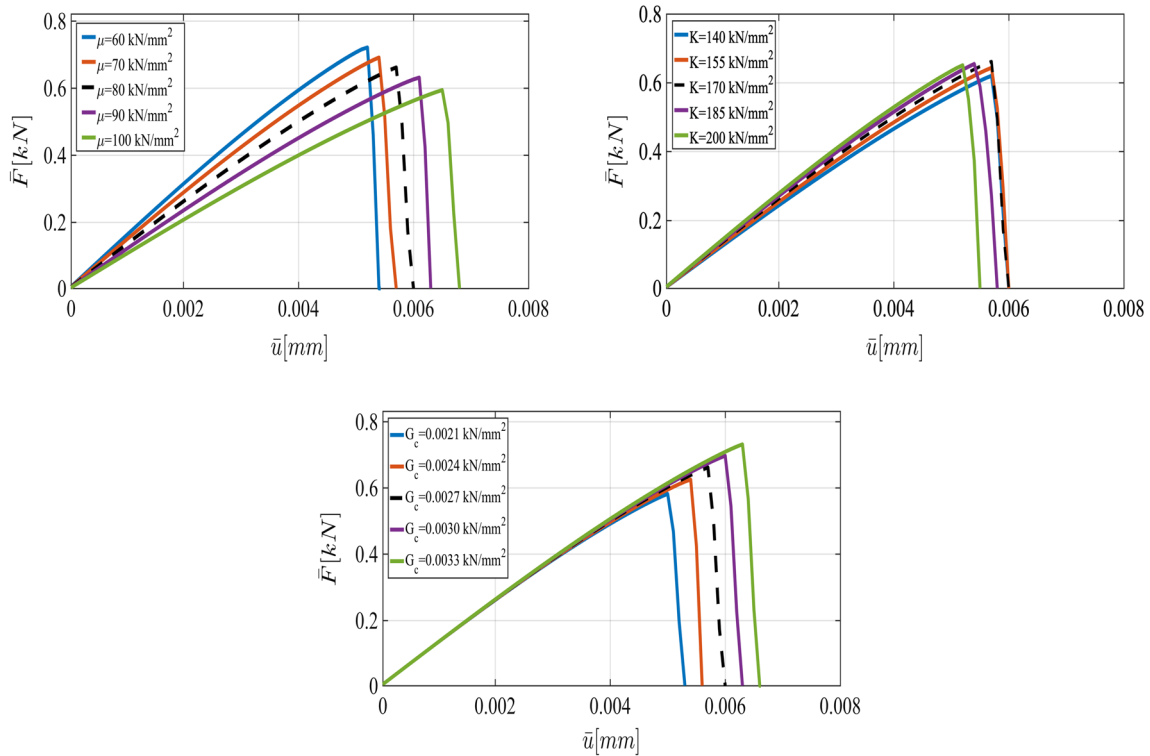 0.8
0.6
0.4
0.2
0
F̄[kN]
μ=60 kN/mm²
μ=70 kN/mm²
μ=80 kN/mm²
μ=90 kN/mm²
μ=100 kN/mm²
0 0.002 0.004 0.006 0.008
ū[mm]
0.8
0.6
0.4
0.2
0
F̄[kN]
K=140 kN/mm²
K=155 kN/mm²
K=170 kN/mm²
K=185 kN/mm²
K=200 kN/mm²
0 0.002 0.004 0.006 0.008
ū[mm]
0.8
0.6
0.4
0.2
0
F̄[kN]
G_c=0.0021 kN/mm²
G_c=0.0024 kN/mm²
G_c=0.0027 kN/mm²
G_c=0.0030 kN/mm²
G_c=0.0033 kN/mm²
0 0.002 0.004 0.006 0.008
ū[mm]